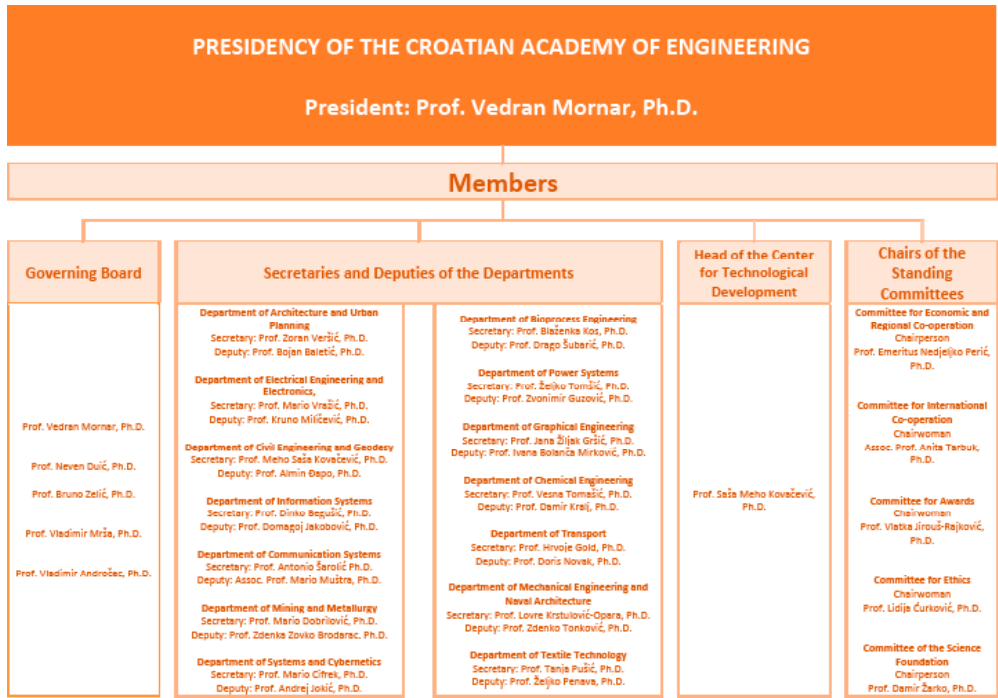 PRESIDENCY OF THE CROATIAN ACADEMY OF ENGINEERING
President: Prof. Vedran Mornar, Ph.D.
Members
Governing Board
Prof. Vedran Mornar, Ph.D.
Prof. Neven Duić, Ph.D.
Prof. Bruno Zelić, Ph.D.
Prof. Vladimir Mrša, Ph.D.
Prof. Vladimir Andročec, Ph.D.
Secretaries and Deputies of the Departments
Department of Architecture and Urban
Planning
Secretary: Prof. Zoran Veršić, Ph.D.
Deputy: Prof. Bojan Baletić, Ph.D.
Department of Electrical Engineering and
Electronics,
Secretary: Prof. Mario Vražić, Ph.D.
Deputy: Prof. Kruno Miličević, Ph.D.
Department of Civil Engineering and Geodesy
Secretary: Prof. Meho Saša Kovačević, Ph.D.
Deputy: Prof. Almin Đapo, Ph.D.
Department of Information Systems
Secretary: Prof. Dinko Begušić, Ph.D.
Deputy: Prof. Domagoj Jakobović, Ph.D.
Department of Communication Systems
Secretary: Prof. Antonio Šarolić Ph.D.
Deputy: Assoc. Prof. Mario Muštra, Ph.D.
Department of Mining and Metallurgy
Secretary: Prof. Mario Dobrilović, Ph.D.
Deputy: Prof. Zdenka Zovko Brodarac, Ph.D.
Department of Systems and Cybernetics
Secretary: Prof. Mario Cifrek, Ph.D.
Deputy: Prof. Andrej Jokić, Ph.D.
Department of Bioprocess Engineering
Secretary: Prof. Blaženka Kos, Ph.D.
Deputy: Prof. Drago Šubarić, Ph.D.
Department of Power Systems
Secretary: Prof. Željko Tomšić, Ph.D.
Deputy: Prof. Zvonimir Guzović, Ph.D.
Department of Graphical Engineering
Secretary: Prof. Jana Žiljak Gršić, Ph.D.
Deputy: Prof. Ivana Bolanča Mirković, Ph.D.
Department of Chemical Engineering
Secretary: Prof. Vesna Tomašić, Ph.D.
Deputy: Prof. Damir Kralj, Ph.D.
Department of Transport
Secretary: Prof. Hrvoje Gold, Ph.D.
Deputy: Prof. Doris Novak, Ph.D.
Department of Mechanical Engineering and
Naval Architecture
Secretary: Prof. Lovre Krstulović-Opara, Ph.D.
Deputy: Prof. Zdenko Tonković, Ph.D.
Department of Textile Technology
Secretary: Prof. Tanja Pušić, Ph.D.
Deputy: Prof. Željko Penava, Ph.D.
Head of the Center
for Technological
Development
Prof. Saša Meho Kovačević,
Ph.D.
Chairs of the
Standing
Committees
Committee for Economic and
Regional Co-operation
Chairperson
Prof. Emeritus Nedjeljko Perić,
Ph.D.
Committee for International
Co-operation
Chairwoman
Assoc. Prof. Anita Tarbuk,
Ph.D.
Committee for Awards
Chairwoman
Prof. Vlatka Jirouš-Rajković,
Ph.D.
Committee for Ethics
Chairwoman
Prof. Lidija Ćurković, Ph.D.
Committee of the Science
Foundation
Chairperson
Prof. Damir Žarko, Ph.D.